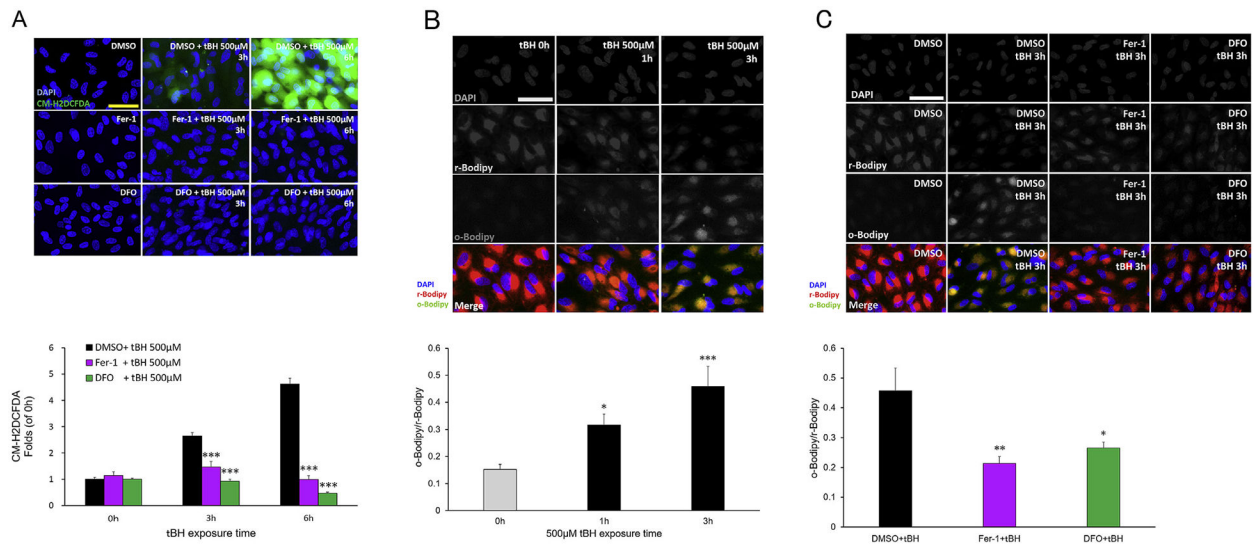 A
DMSO
DAPI
CM-H2DCFDA
DMSO + tBH 500µM
3h
DMSO + tBH 500µM
6h
Fer-1
Fer-1 + tBH 500µM
3h
Fer-1 + tBH 500µM
6h
DFO
DFO + tBH 500µM
3h
DFO + tBH 500µM
6h
CM-H2DCFDA
Folds (of 0h)
6
5
4
3
2
1
0
DMSO+ tBH 500µM
Fer-1 + tBH 500µM
DFO + tBH 500µM
***
***
***
***
0h
3h
6h
tBH exposure time
B
tBH 0h
tBH 500µM
1h
tBH 500µM
3h
DAPI
r-Bodipy
o-Bodipy
DAPI
r-Bodipy
o-Bodipy
Merge
o-Bodipy/r-Bodipy
0.6
0.5
0.4
0.3
0.2
0.1
0
*
***
0h
1h
3h
500µM tBH exposure time
C
DMSO
DMSO
tBH 3h
Fer-1
tBH 3h
DFO
tBH 3h
DAPI
DMSO
DMSO
tBH 3h
Fer-1
tBH 3h
DFO
tBH 3h
r-Bodipy
DMSO
DMSO
tBH 3h
Fer-1
tBH 3h
DFO
tBH 3h
o-Bodipy
DMSO
DMSO
tBH 3h
Fer-1
tBH 3h
DFO
tBH 3h
DAPI
r-Bodipy
o-Bodipy
Merge
o-Bodipy/r-Bodipy
0.6
0.5
0.4
0.3
0.2
0.1
0
**
*
DMSO+tBH
Fer-1+tBH
DFO+tBH